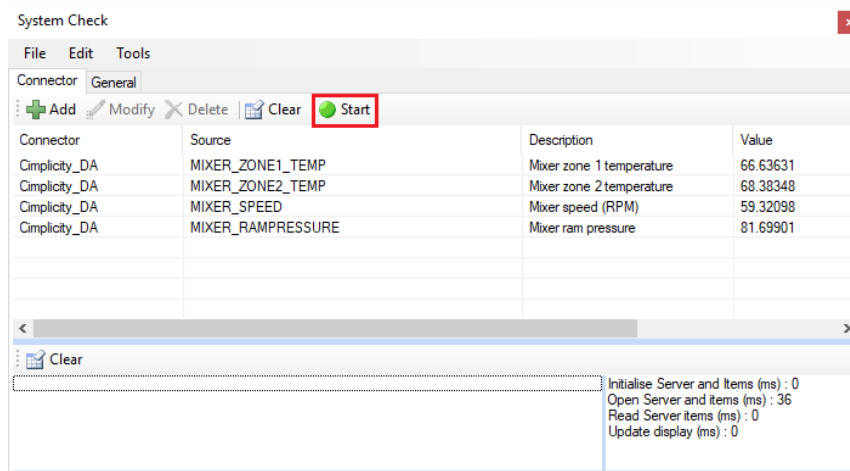 System Check
File Edit Tools
Connector General
Add Modify Delete Clear Start
Connector Source Description Value
Cimplicity_DA MIXER_ZONE1_TEMP Mixer zone 1 temperature 66.63631
Cimplicity_DA MIXER_ZONE2_TEMP Mixer zone 2 temperature 68.38348
Cimplicity_DA MIXER_SPEED Mixer speed (RPM) 59.32098
Cimplicity_DA MIXER_RAMPRESSURE Mixer ram pressure 81.69901
Clear
Initialise Server and Items (ms) : 0
Open Server and items (ms) : 36
Read Server items (ms) : 0
Update display (ms) : 0